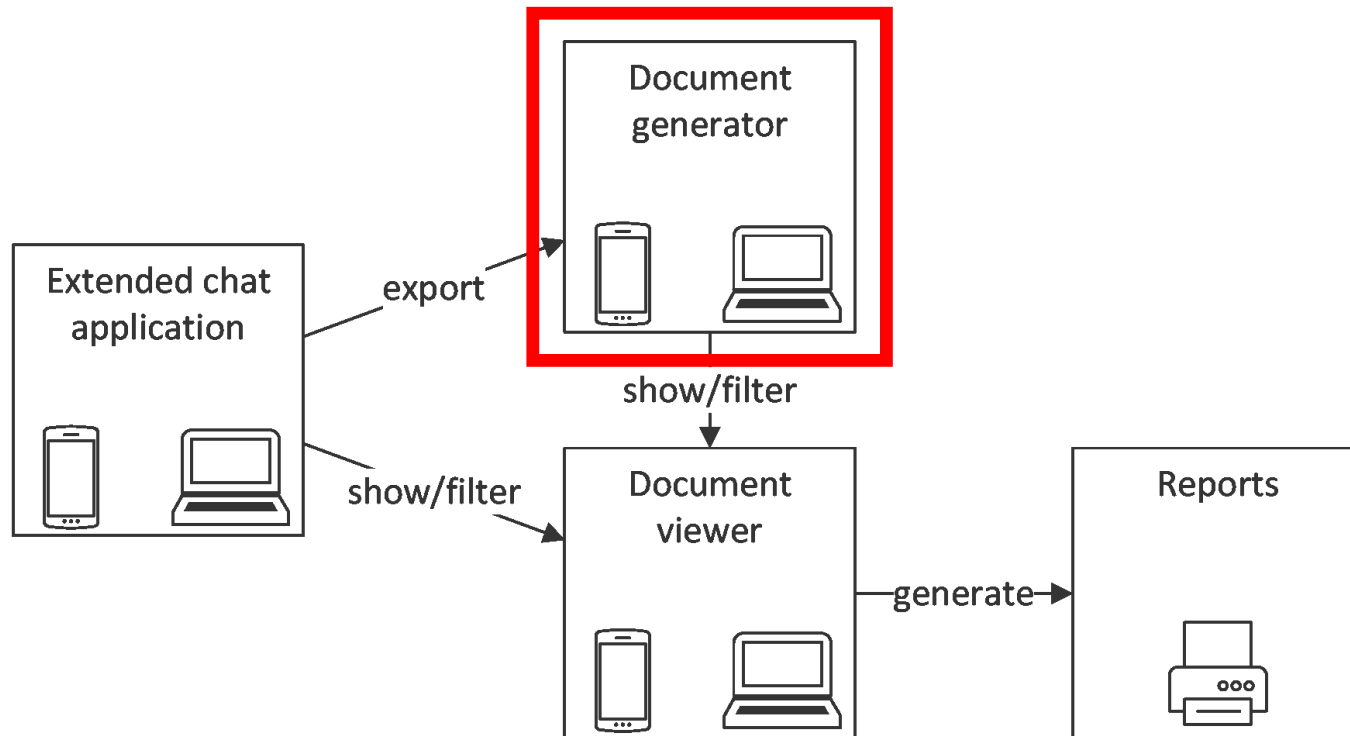 Document
generator
Extended chat
application
export
show/filter
show/filter
Document
viewer
generate
Reports